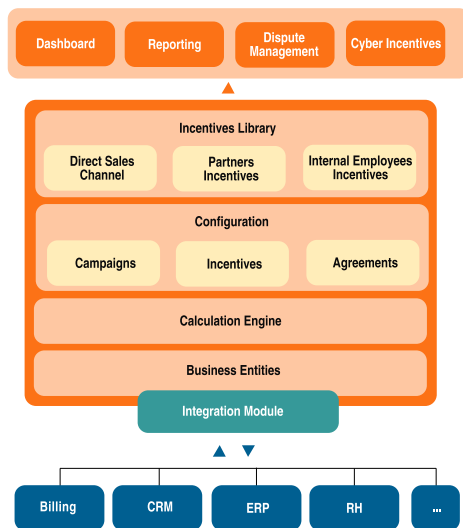 Dashboard
Reporting
Dispute
Management
Cyber Incentives
Incentives Library
Direct Sales
Channel
Partners
Incentives
Internal Employees
Incentives
Configuration
Campaigns
Incentives
Agreements
Calculation Engine
Business Entities
Integration Module
Billing
CRM
ERP
RH
...